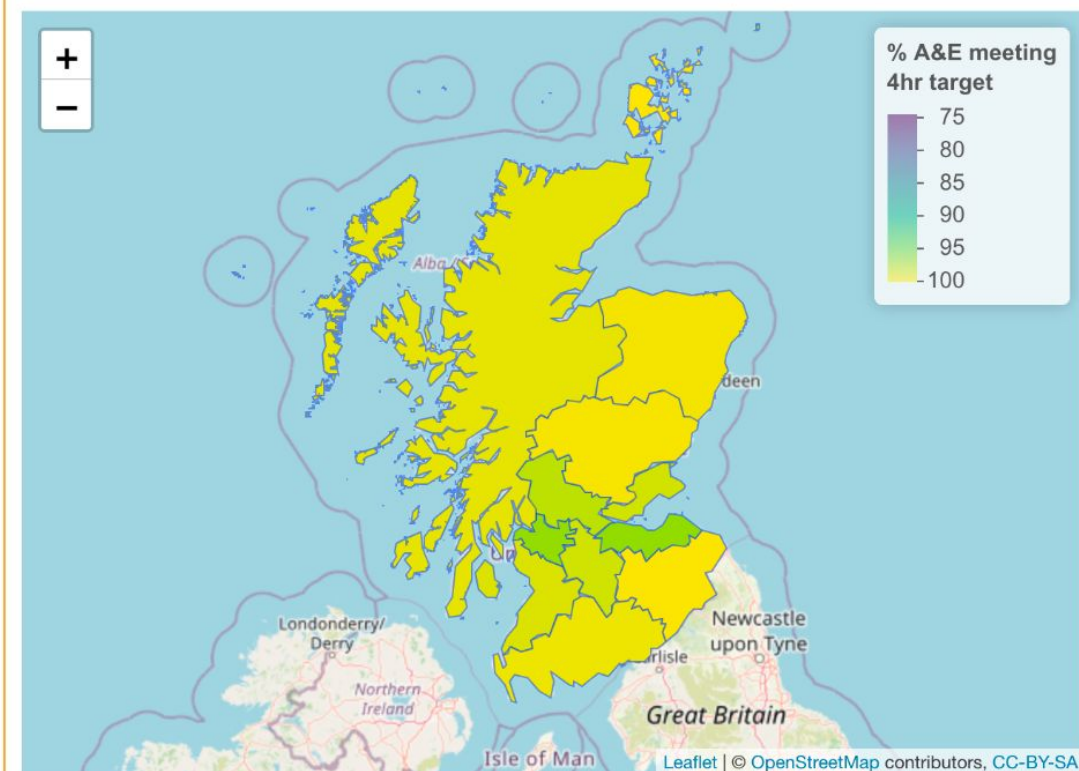 +
−
% A&E meeting
4hr target
75
80
85
90
95
100
Alba /
deen
Un
Londonderry/
Derry
Northern
Ireland
Newcastle
upon Tyne
arlisle
Great Britain
Isle of Man
Leaflet | © OpenStreetMap contributors, CC-BY-SA